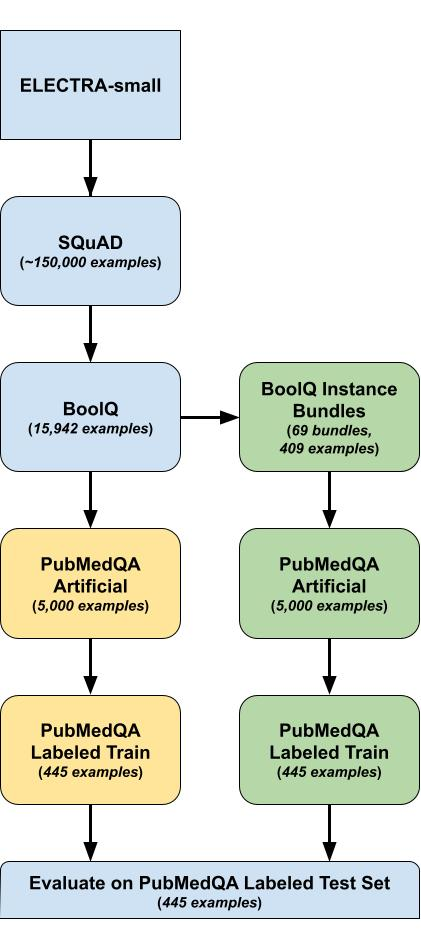 ELECTRA-small
SQuAD
(~150,000 examples)
BoolQ
(15,942 examples)
BoolQ Instance
Bundles
(69 bundles,
409 examples)
PubMedQA
Artificial
(5,000 examples)
PubMedQA
Artificial
(5,000 examples)
PubMedQA
Labeled Train
(445 examples)
PubMedQA
Labeled Train
(445 examples)
Evaluate on PubMedQA Labeled Test Set
(445 examples)